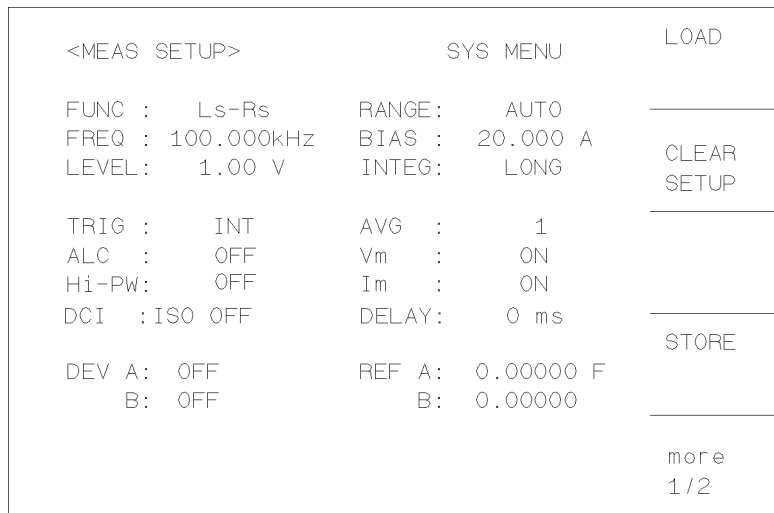 <MEAS SETUP> SYS MENU
FUNC : Ls-Rs RANGE: AUTO
FREQ : 100.000kHz BIAS : 20.000 A
LEVEL: 1.00 V INTEG: LONG
TRIG : INT AVG : 1
ALC : OFF Vm : ON
Hi-PW: OFF Im : ON
DCI :ISO OFF DELAY: 0 ms
DEV A: OFF REF A: 0.00000 F
B: OFF B: 0.00000
LOAD
CLEAR
SETUP
STORE
more
1/2